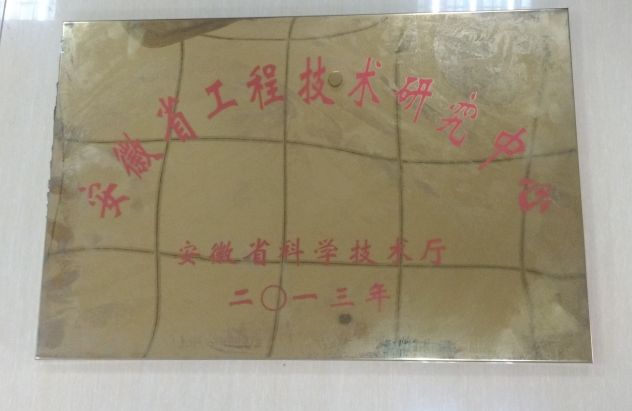 安徽省工程技术研究中心
安徽省科学技术厅
二〇一三年